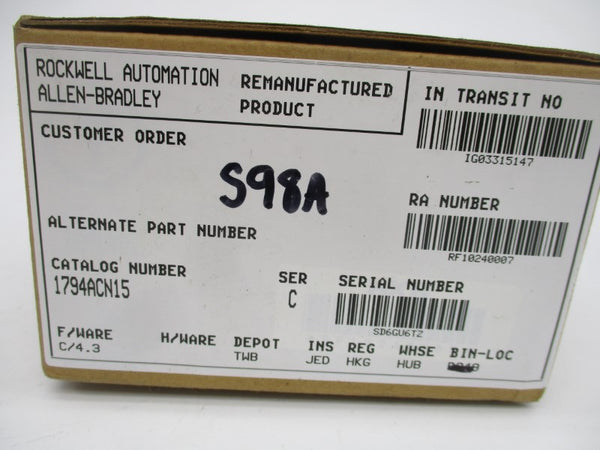 ROCKWELL AUTOMATION
ALLEN-BRADLEY
REMANUFACTURED
PRODUCT
IN TRANSIT NO
IG03315147
CUSTOMER ORDER
S98A
RA NUMBER
RF10240007
ALTERNATE PART NUMBER
CATALOG NUMBER
1794ACN15
SER
C
SERIAL NUMBER
SD6GU6TZ
F/WARE
C/4.3
H/WARE
DEPOT
TWB
INS
JED
REG
HKG
WHSE
HUB
BIN-LOC